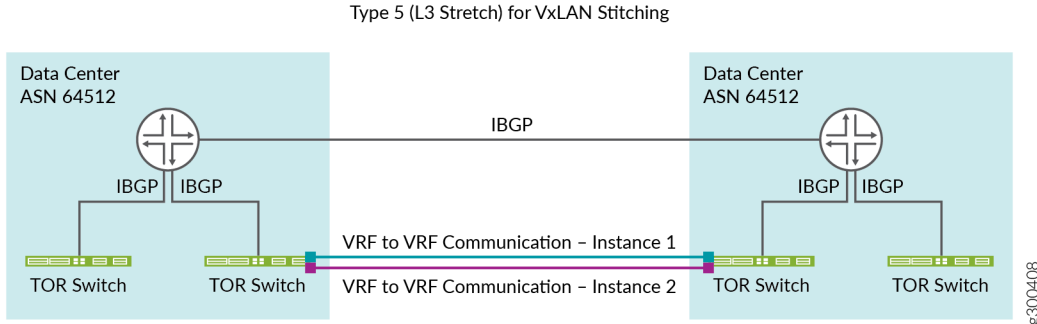 Type 5 (L3 Stretch) for VxLAN Stitching
Data Center
ASN 64512
Data Center
ASN 64512
IBGP
IBGP
IBGP
IBGP
IBGP
VRF to VRF Communication – Instance 1
TOR Switch
TOR Switch
VRF to VRF Communication – Instance 2
TOR Switch
TOR Switch
g300408